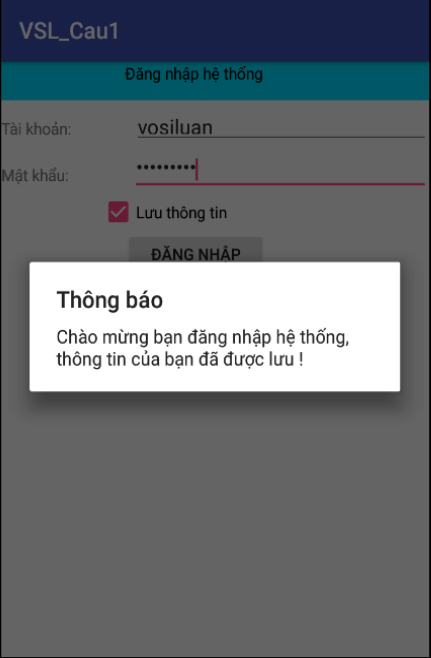 VSL_Cau1
Đăng nhập hệ thống
Tài khoản:
vosiluan
Mật khẩu:
•••••••••
Lưu thông tin
ĐĂNG NHẬP
Thông báo
Chào mừng bạn đăng nhập hệ thống,
thông tin của bạn đã được lưu !